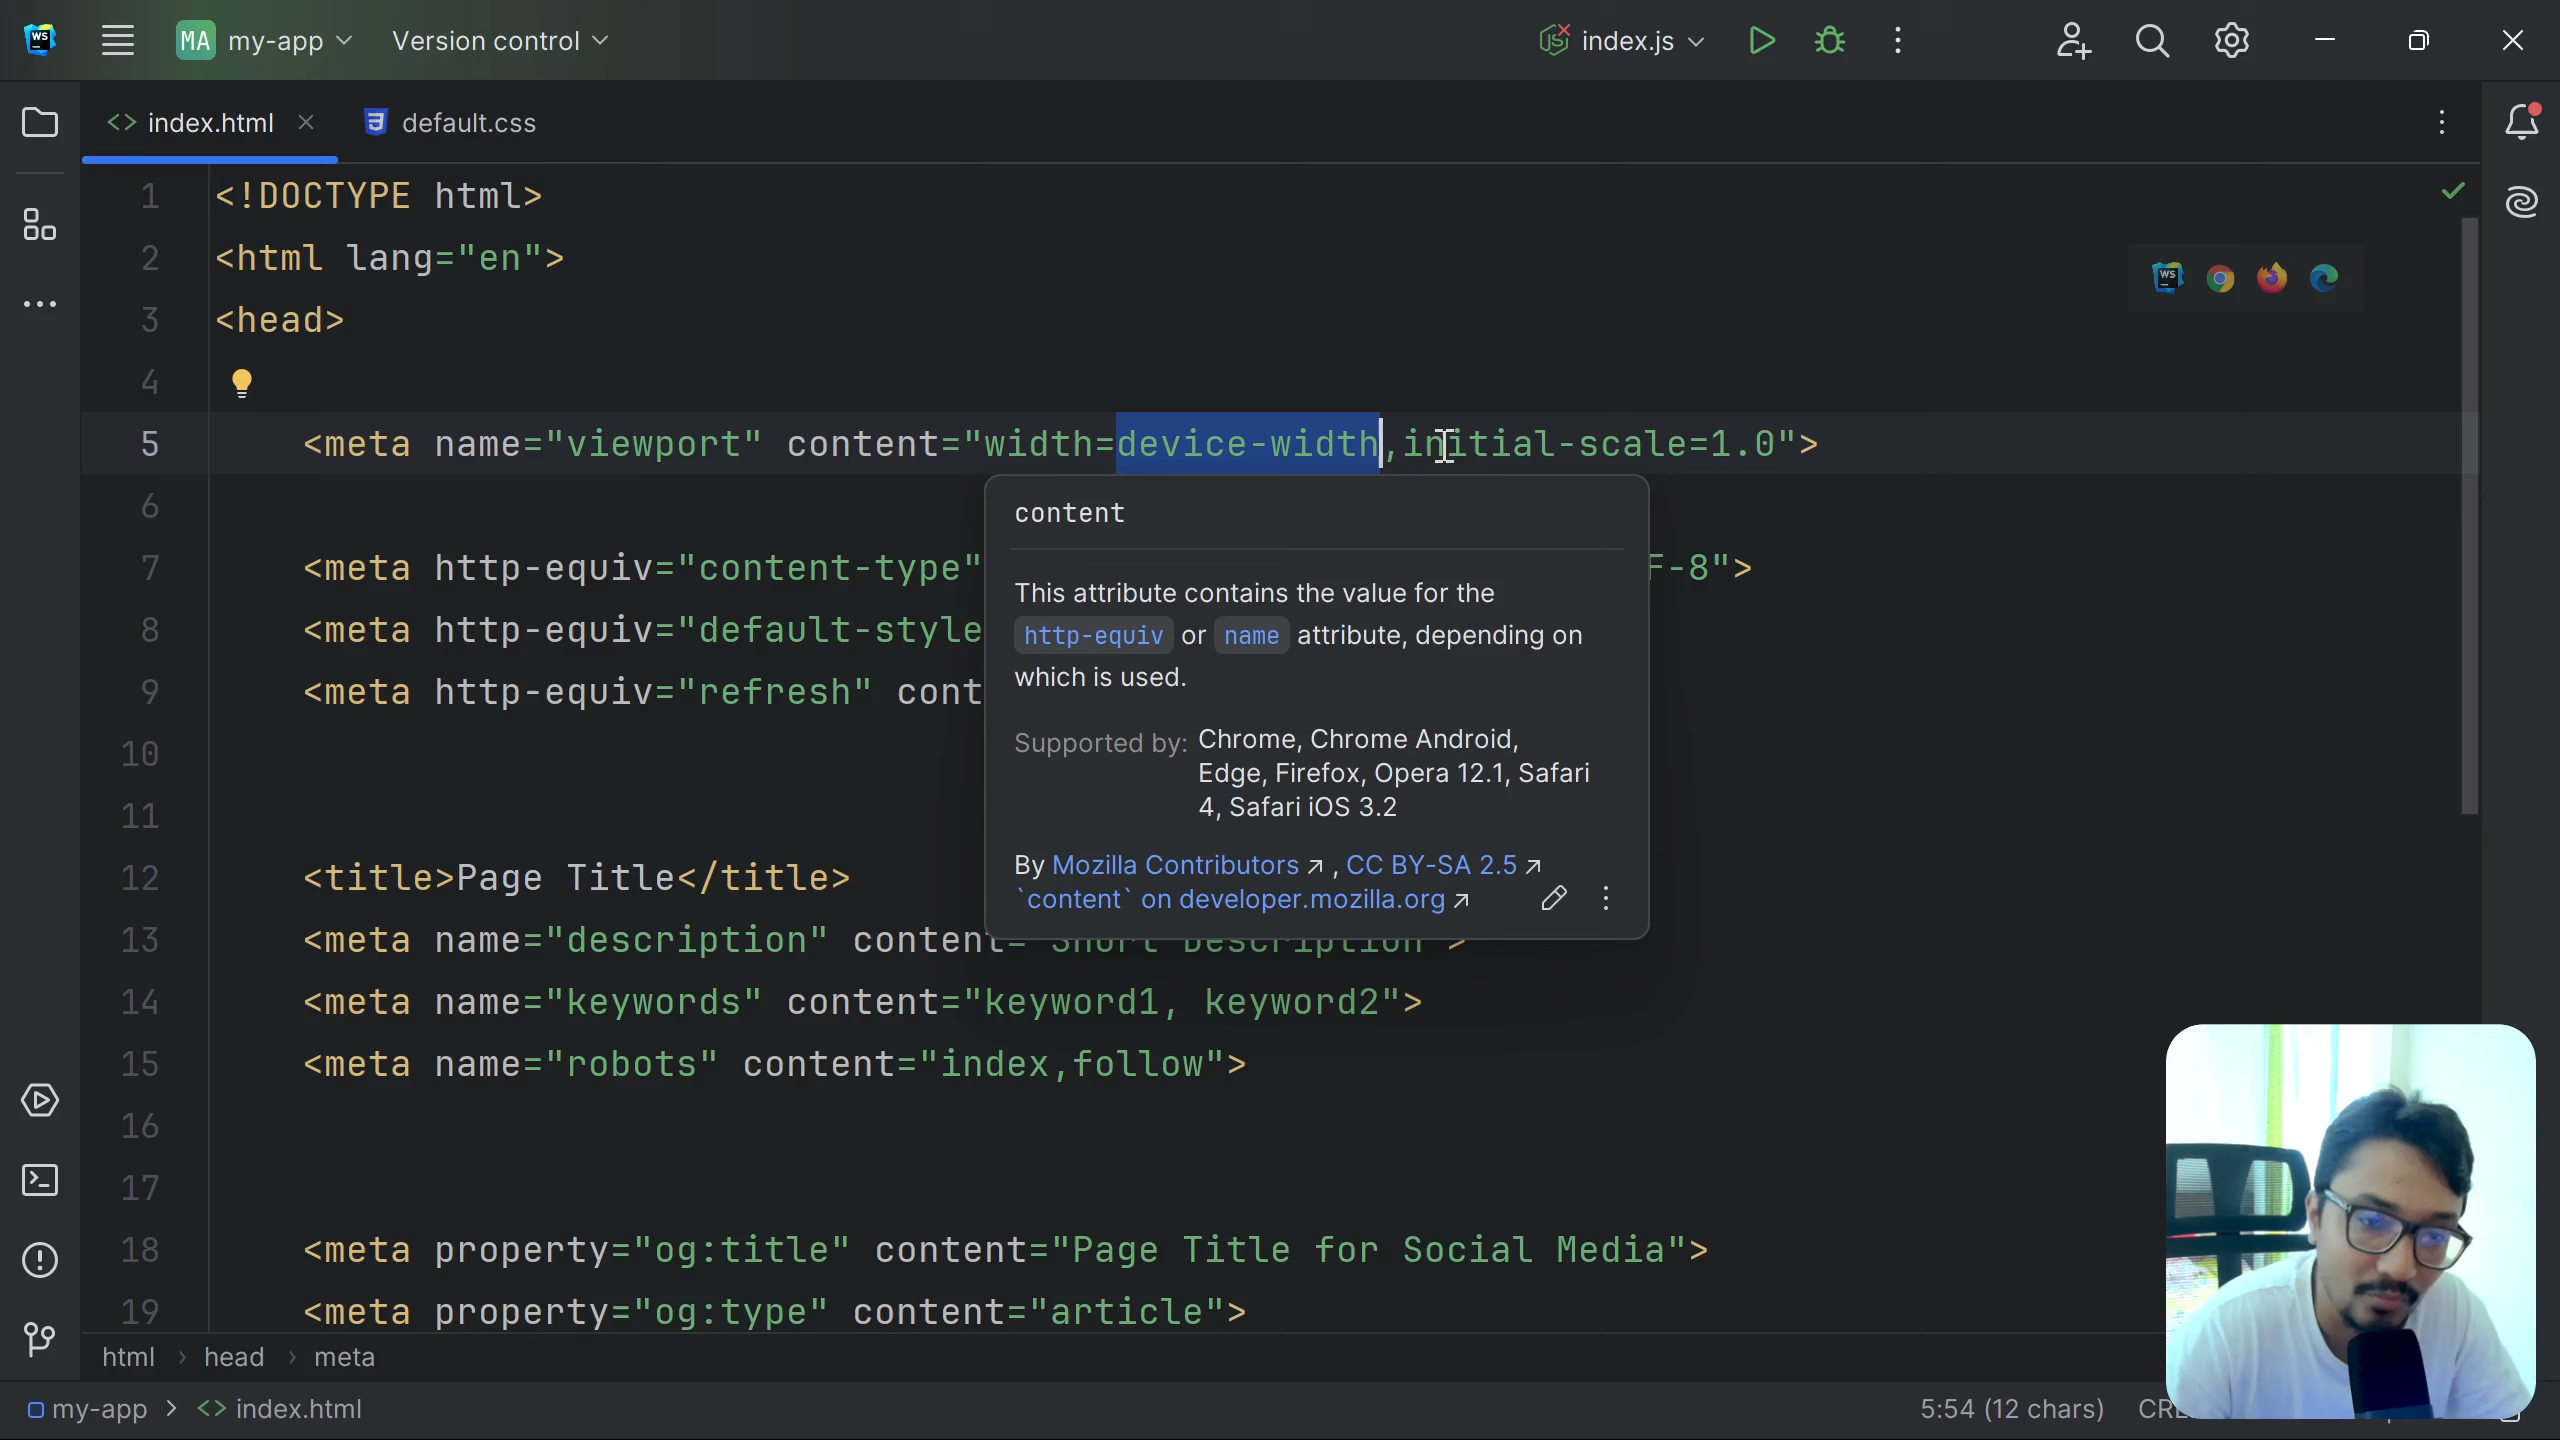 WS
MA my-app Version control index.js
index.html default.css
1 <!DOCTYPE html>
2 <html lang="en">
3 <head>
4
5 <meta name="viewport" content="width=device-width,initial-scale=1.0">
6
7 <meta http-equiv="content-type" F-8">
8 <meta http-equiv="default-style
9 <meta http-equiv="refresh" cont
10
11
12 <title>Page Title</title>
13 <meta name="description" content="Short Description">
14 <meta name="keywords" content="keyword1, keyword2">
15 <meta name="robots" content="index,follow">
16
17
18 <meta property="og:title" content="Page Title for Social Media">
19 <meta property="og:type" content="article">
content
This attribute contains the value for the
http-equiv or name attribute, depending on
which is used.
Supported by: Chrome, Chrome Android,
Edge, Firefox, Opera 12.1, Safari
4, Safari iOS 3.2
By Mozilla Contributors↗, CC BY-SA 2.5↗
`content` on developer.mozilla.org↗
WS
html › head › meta
my-app > <> index.html 5:54 (12 chars)